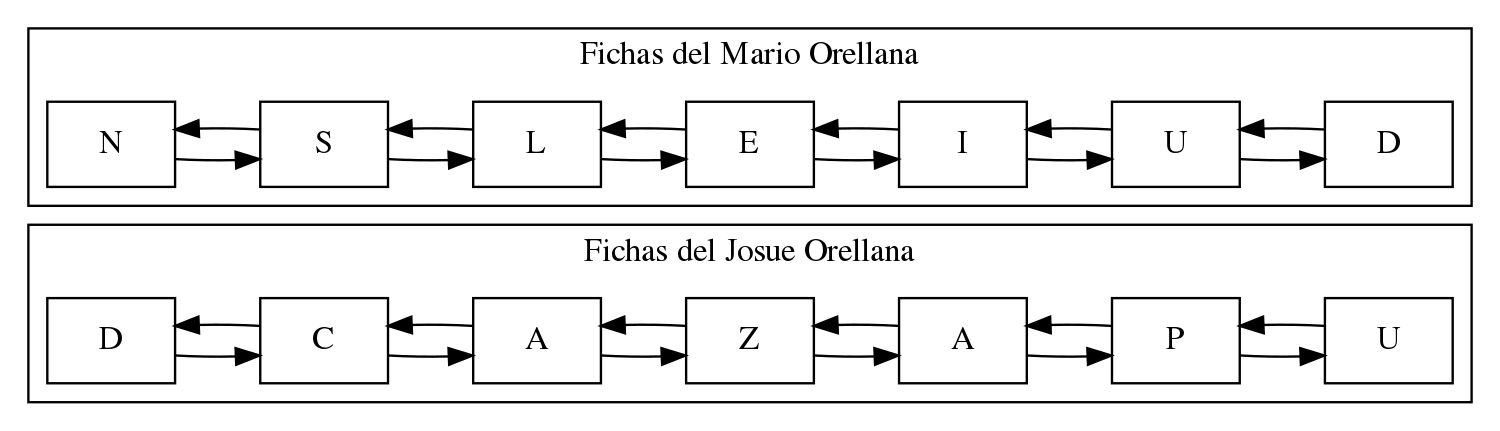 Fichas del Mario Orellana
N S L E I U D
Fichas del Josue Orellana
D C A Z A P U